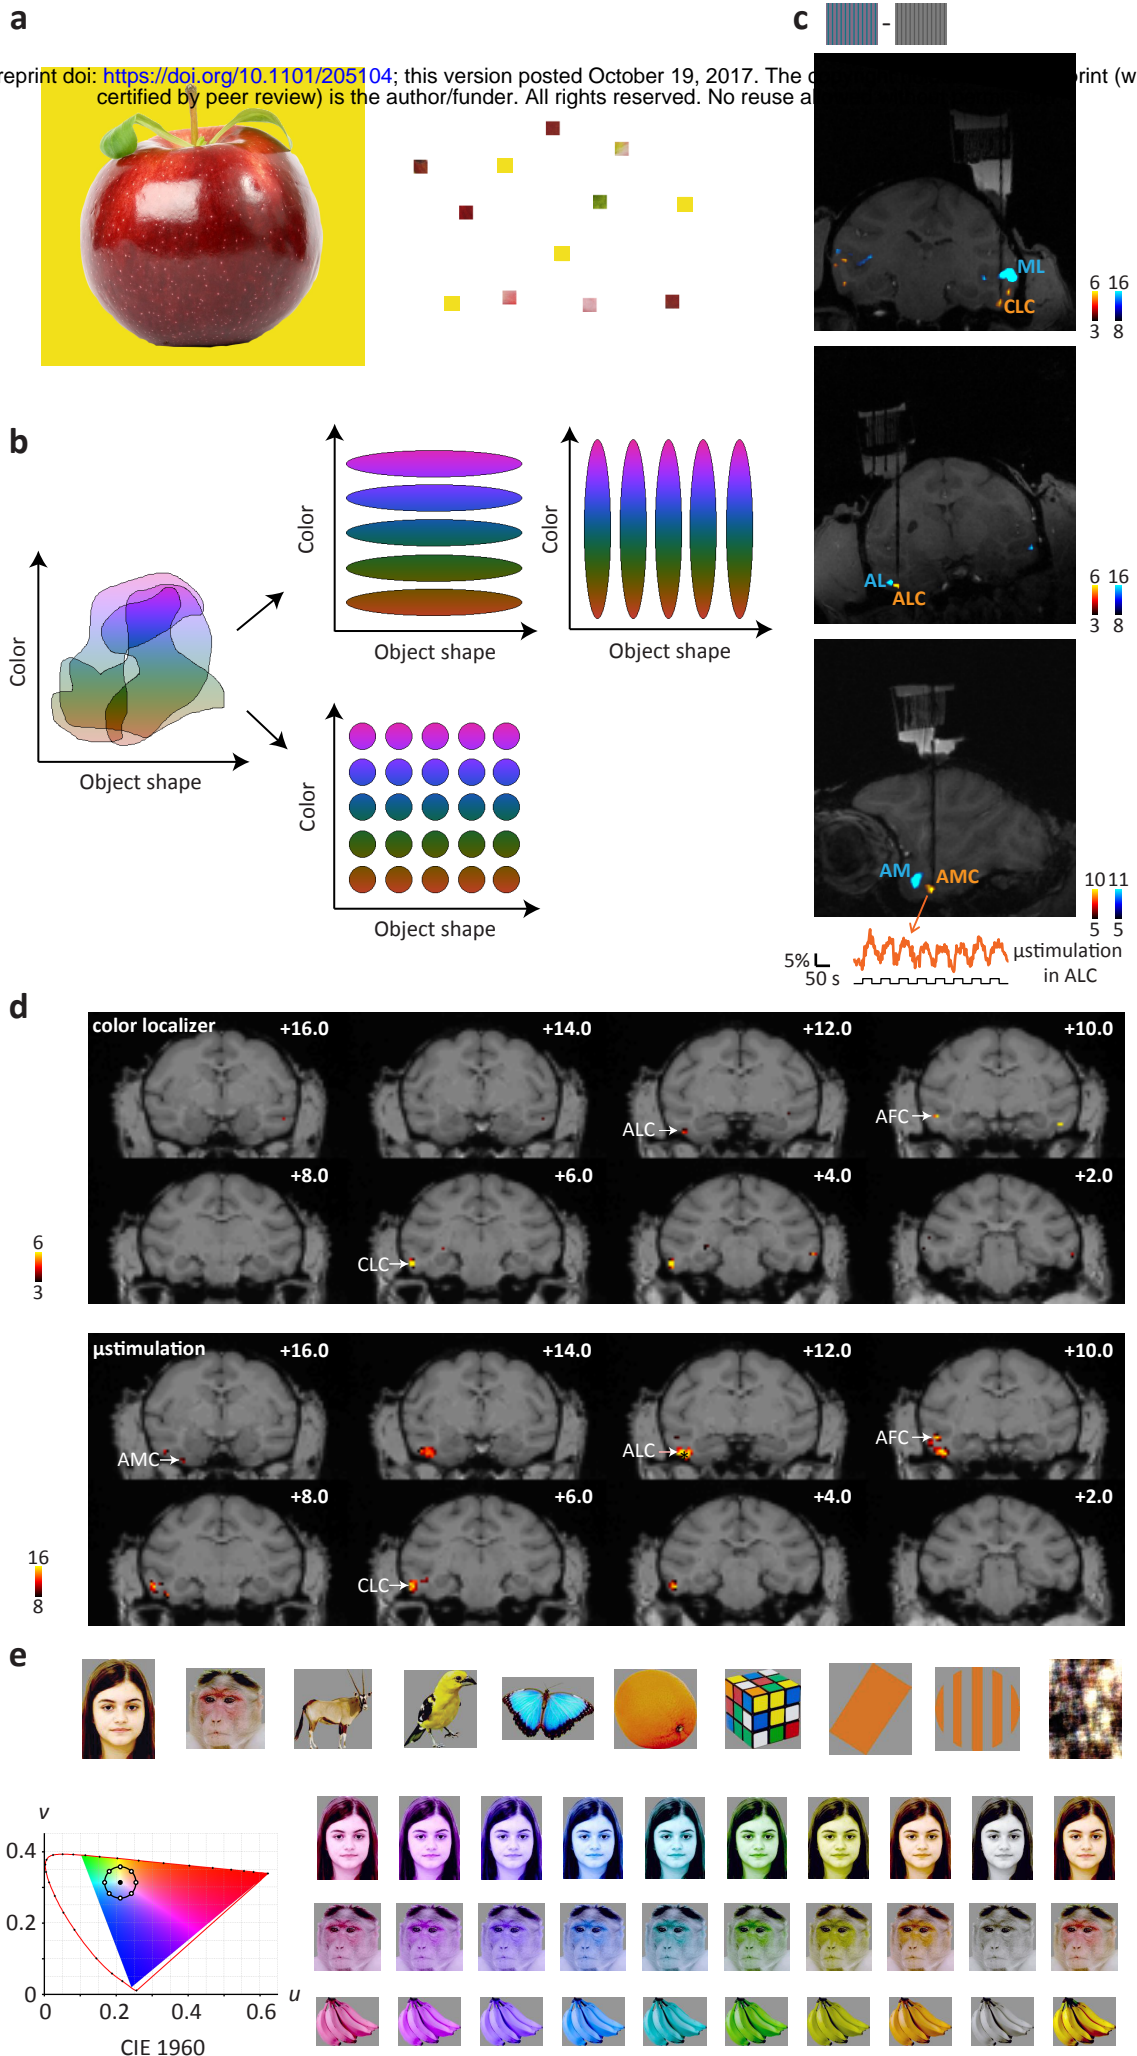 a
c
-
reprint doi: https://doi.org/10.1101/205104; this version posted October 19, 2017. The
print (w
certified by peer review) is the author/funder. All rights reserved. No reuse
ML
CLC
6 16
3 8
b
Color
Object shape
Color
Object shape
Color
Object shape
Color
Object shape
AL
ALC
6 16
3 8
AM
AMC
10 11
5 5
5%
50 s
µstimulation
in ALC
d
color localizer
+16.0
+14.0
+12.0
+10.0
ALC
AFC
+8.0
+6.0
+4.0
+2.0
CLC
6
3
µstimulation
+16.0
+14.0
+12.0
+10.0
AMC
ALC
AFC
+8.0
+6.0
+4.0
+2.0
CLC
16
8
e
v
0.4
0.2
0
0 0.2 0.4 0.6
u
CIE 1960